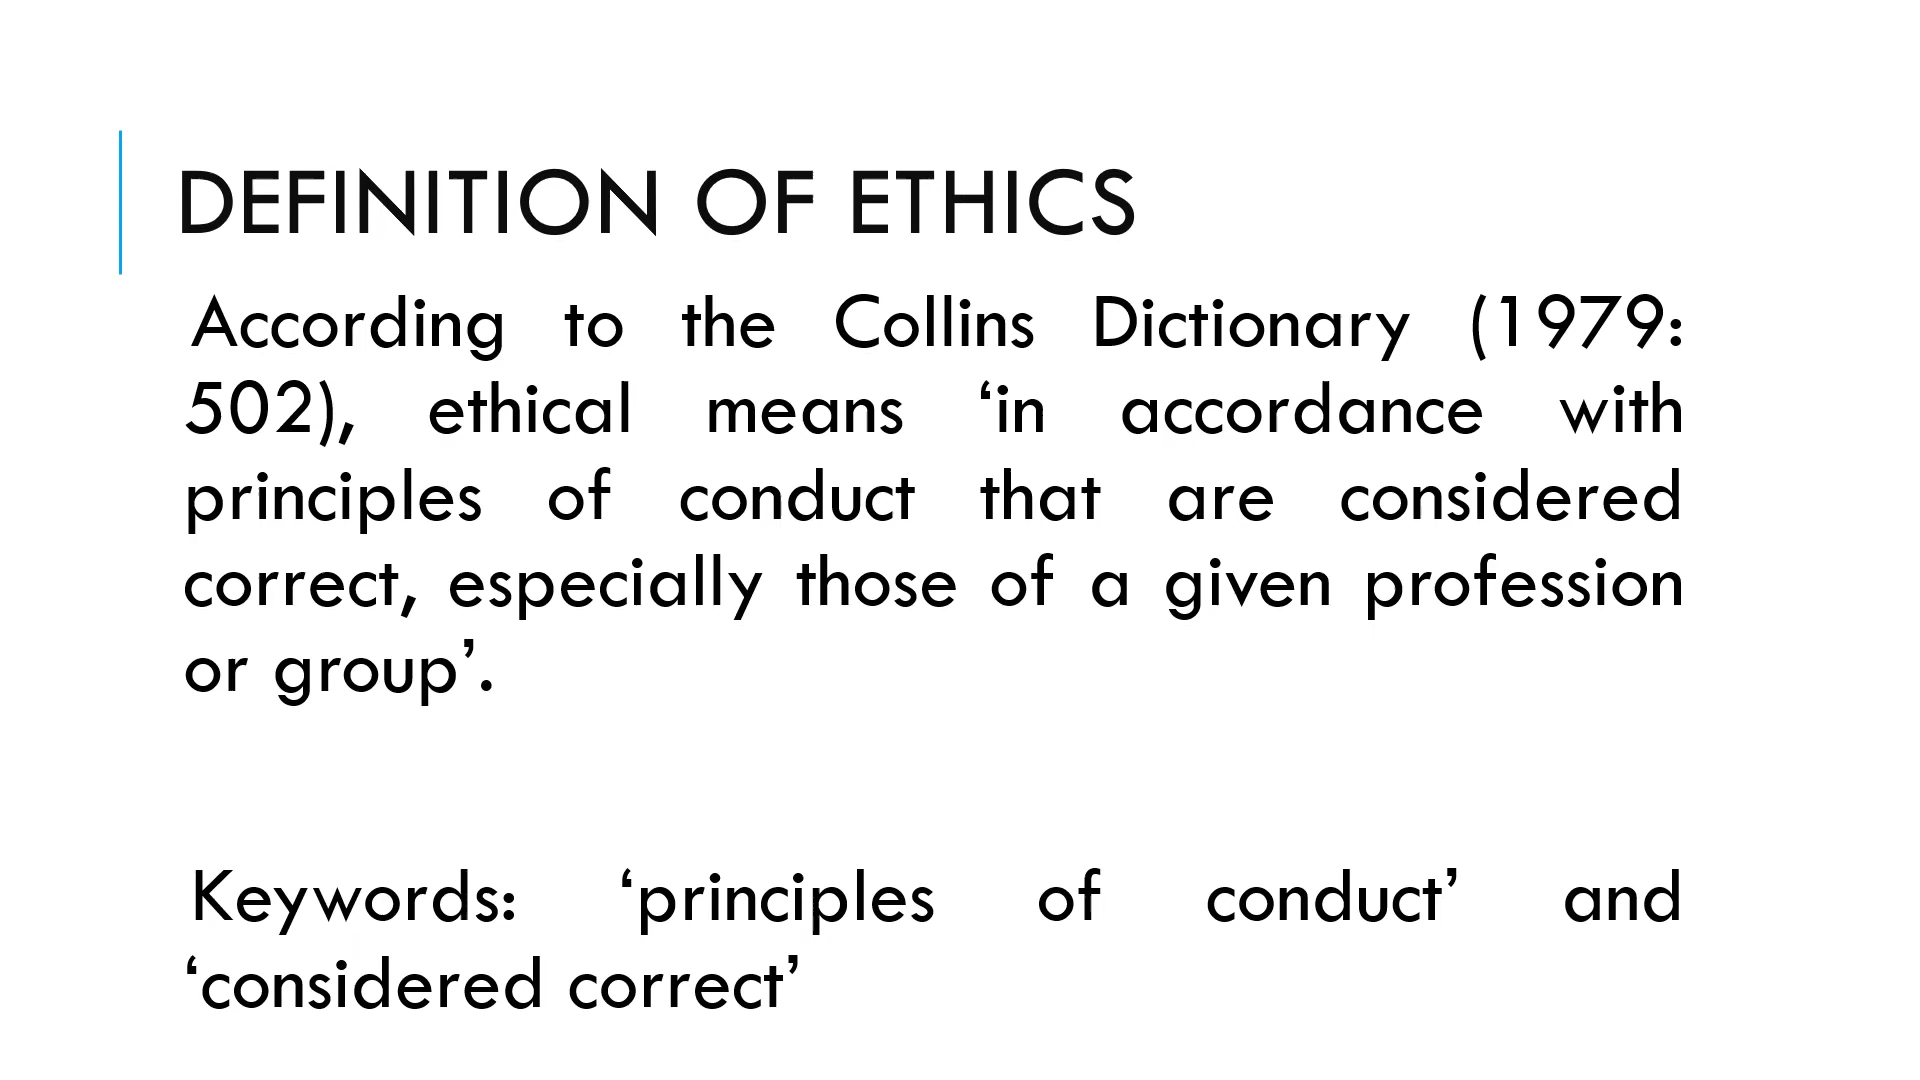 DEFINITION OF ETHICS
According to the Collins Dictionary (1979:
502), ethical means ‘in accordance with
principles of conduct that are considered
correct, especially those of a given profession
or group’.
Keywords: ‘principles of conduct’ and
‘considered correct’